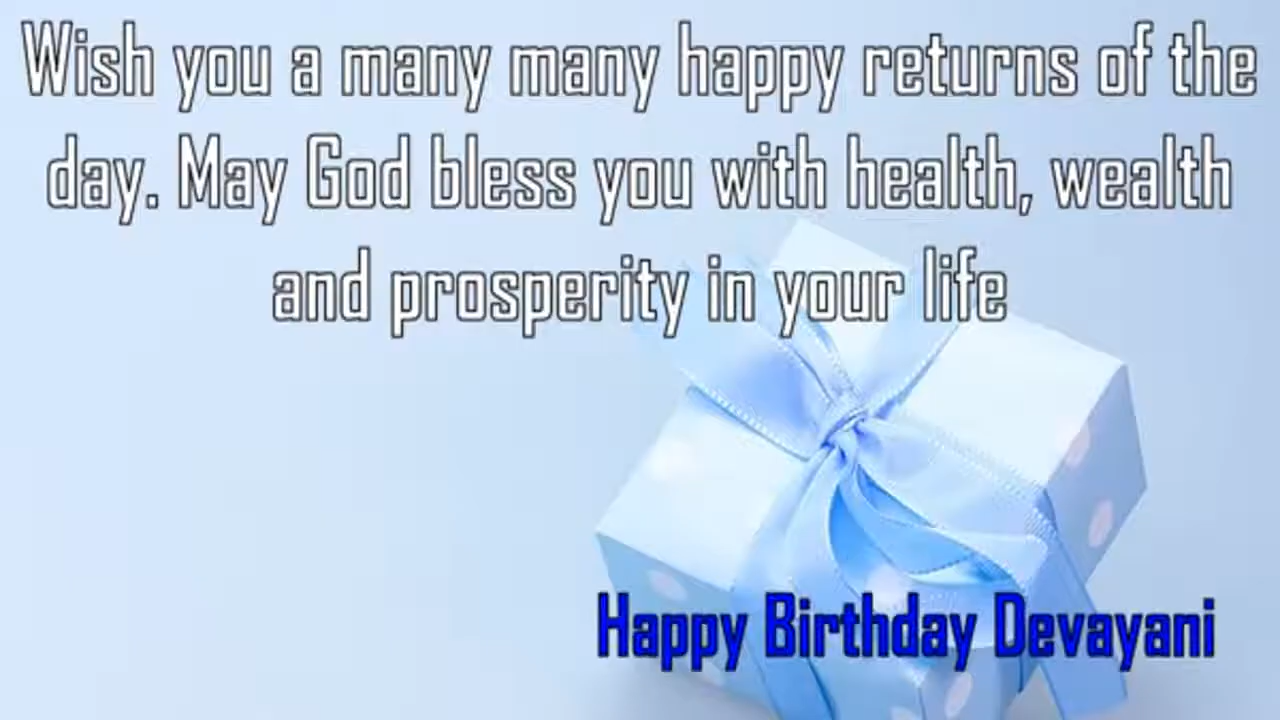 Wish you a many many happy returns of the
day. May God bless you with health, wealth
and prosperity in your life
Happy Birthday Devayani